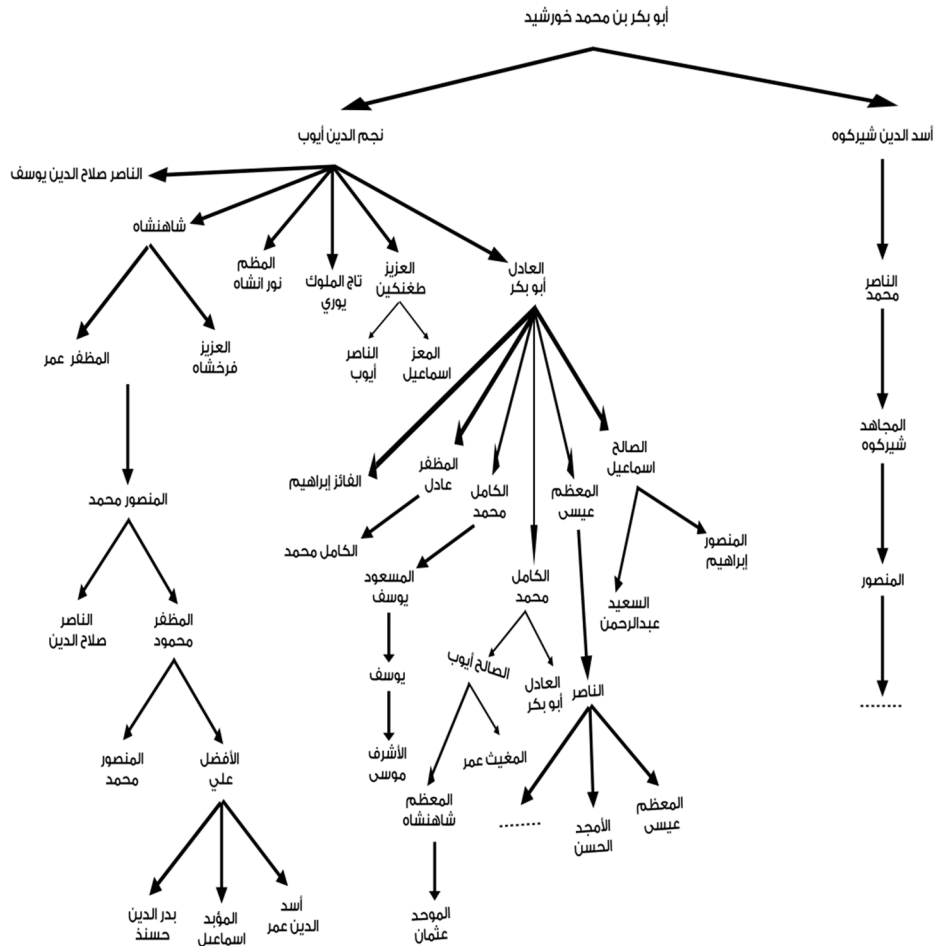 أبو بكر بن محمد خورشيد
أسد الدين شيركوه
نجم الدين أيوب
الناصر صلاح الدين يوسف
شاهنشاه
المظم
نور انشاه
تاج الملوك
يوري
العزيز
طغنكين
العادل
أبو بكر
الناصر
محمد
المظفر عمر
العزيز
فرخشاه
الناصر
أيوب
المعز
اسماعيل
المجاهد
شيركوه
الصالح
اسماعيل
المعظم
عيسى
الكامل
محمد
المظفر
عادل
الفائز إبراهيم
المنصور محمد
الكامل محمد
المنصور
إبراهيم
المنصور
السعيد
عبدالرحمن
الكامل
محمد
المسعود
يوسف
المظفر
محمود
الناصر
صلاح الدين
الناصر
العادل
أبو بكر
الصالح أيوب
يوسف
...........
المغيث عمر
الأشرف
موسى
الأفضل
علي
المنصور
محمد
المعظم
عيسى
الأمجد
الحسن
...........
المعظم
شاهنشاه
الموحد
عثمان
أسد
الدين عمر
المؤبد
اسماعيل
بدر الدين
حسنذ